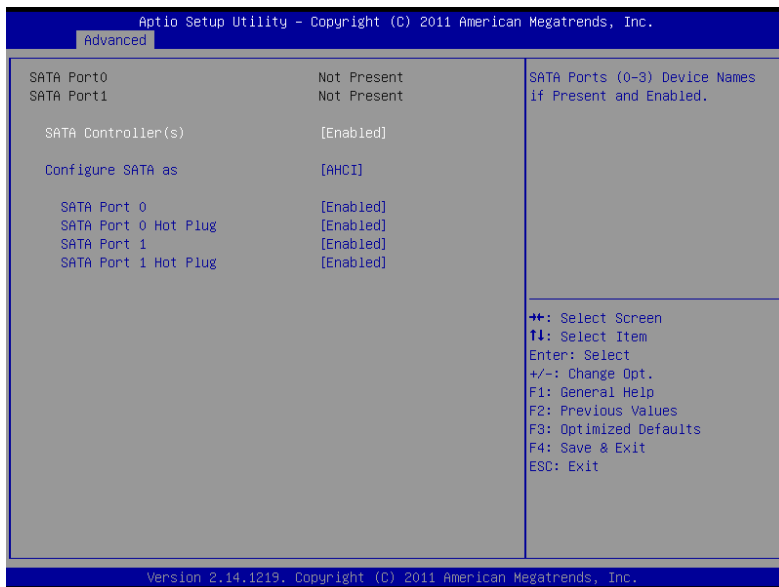 Aptio Setup Utility – Copyright (C) 2011 American Megatrends, Inc.
Advanced
SATA Port0 Not Present
SATA Port1 Not Present
SATA Controller(s) [Enabled]
Configure SATA as [AHCI]
SATA Port 0 [Enabled]
SATA Port 0 Hot Plug [Enabled]
SATA Port 1 [Enabled]
SATA Port 1 Hot Plug [Enabled]
SATA Ports (0-3) Device Names
if Present and Enabled.
→←: Select Screen
↑↓: Select Item
Enter: Select
+/-: Change Opt.
F1: General Help
F2: Previous Values
F3: Optimized Defaults
F4: Save & Exit
ESC: Exit
Version 2.14.1219. Copyright (C) 2011 American Megatrends, Inc.